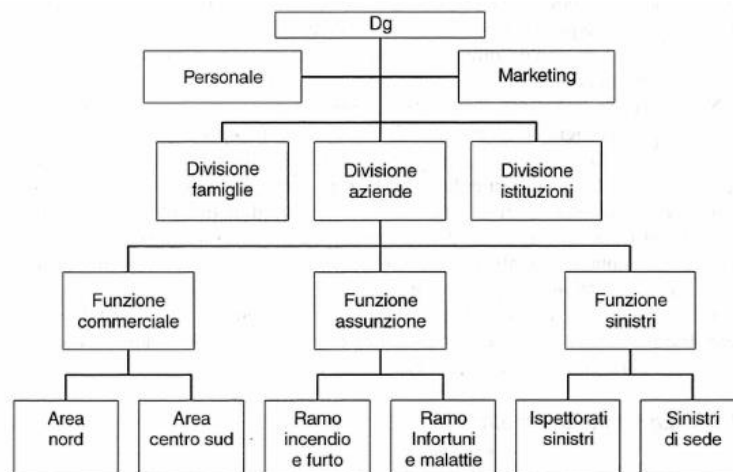 Dg
Personale
Marketing
Divisione
famiglie
Divisione
aziende
Divisione
istituzioni
Funzione
commerciale
Funzione
assunzione
Funzione
sinistri
Area
nord
Area
centro sud
Ramo
incendio
e furto
Ramo
Infortuni
e malattie
Ispettorati
sinistri
Sinistri
di sede